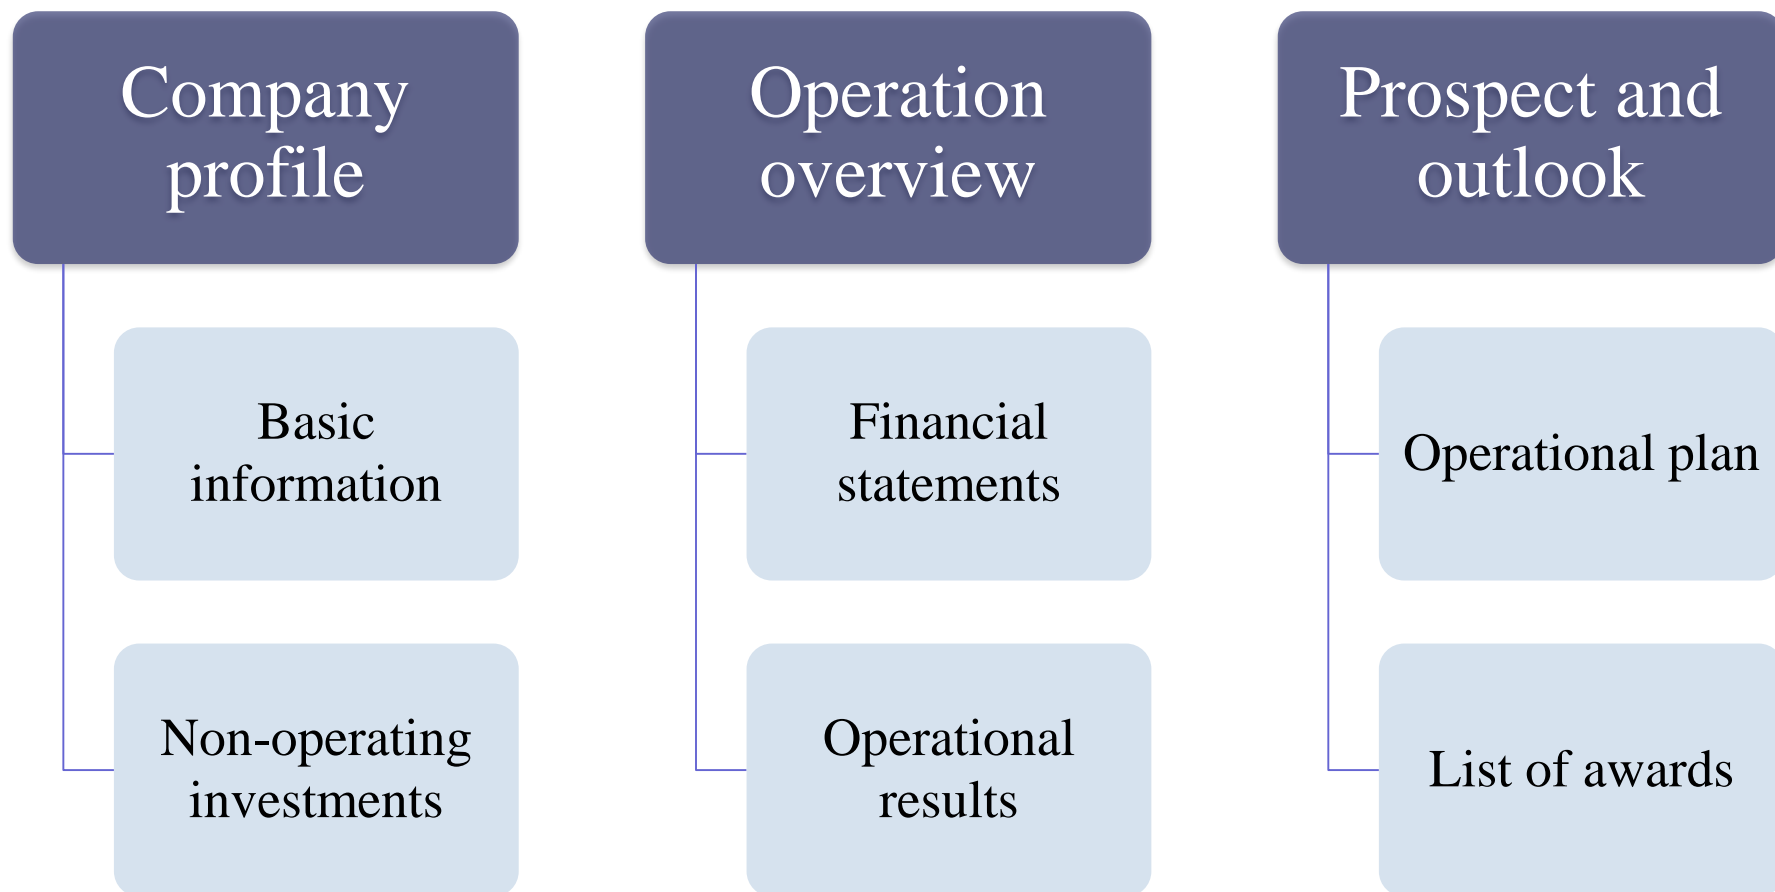 Company
profile
Basic
information
Non-operating
investments
Operation
overview
Financial
statements
Operational
results
Prospect and
outlook
Operational plan
List of awards